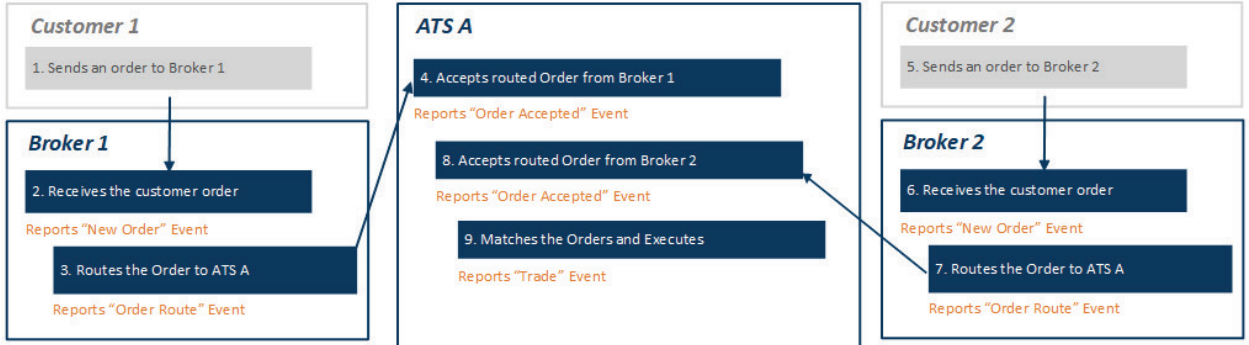 Customer 1
1. Sends an order to Broker 1
Broker 1
2. Receives the customer order
Reports “New Order” Event
3. Routes the Order to ATS A
Reports “Order Route” Event
ATS A
4. Accepts routed Order from Broker 1
Reports “Order Accepted” Event
8. Accepts routed Order from Broker 2
Reports “Order Accepted” Event
9. Matches the Orders and Executes
Reports “Trade” Event
Customer 2
5. Sends an order to Broker 2
Broker 2
6. Receives the customer order
Reports “New Order” Event
7. Routes the Order to ATS A
Reports “Order Route” Event